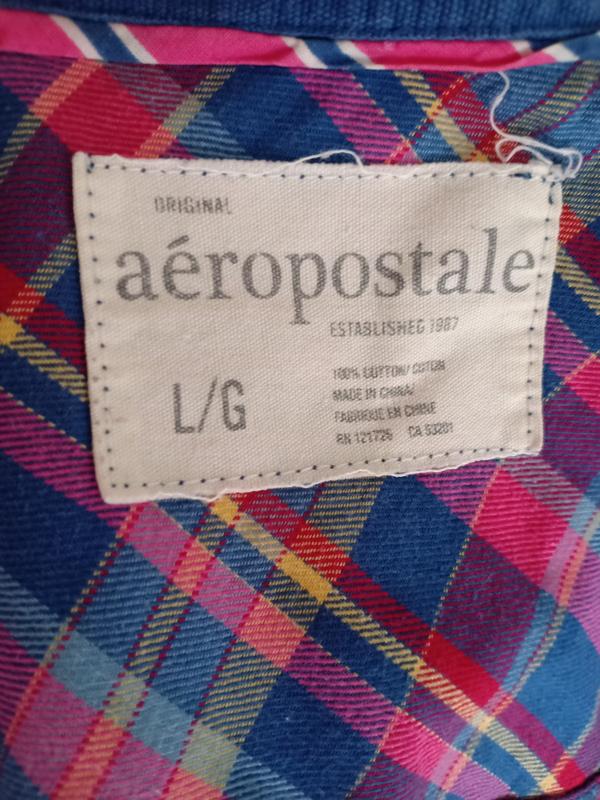 ORIGINAL
aéropostale
ESTABLISHED 1987
L/G
100% COTTON/ COTON
MADE IN CHINA/
FABRIQUE EN CHINE
RN 121726 CA 53201